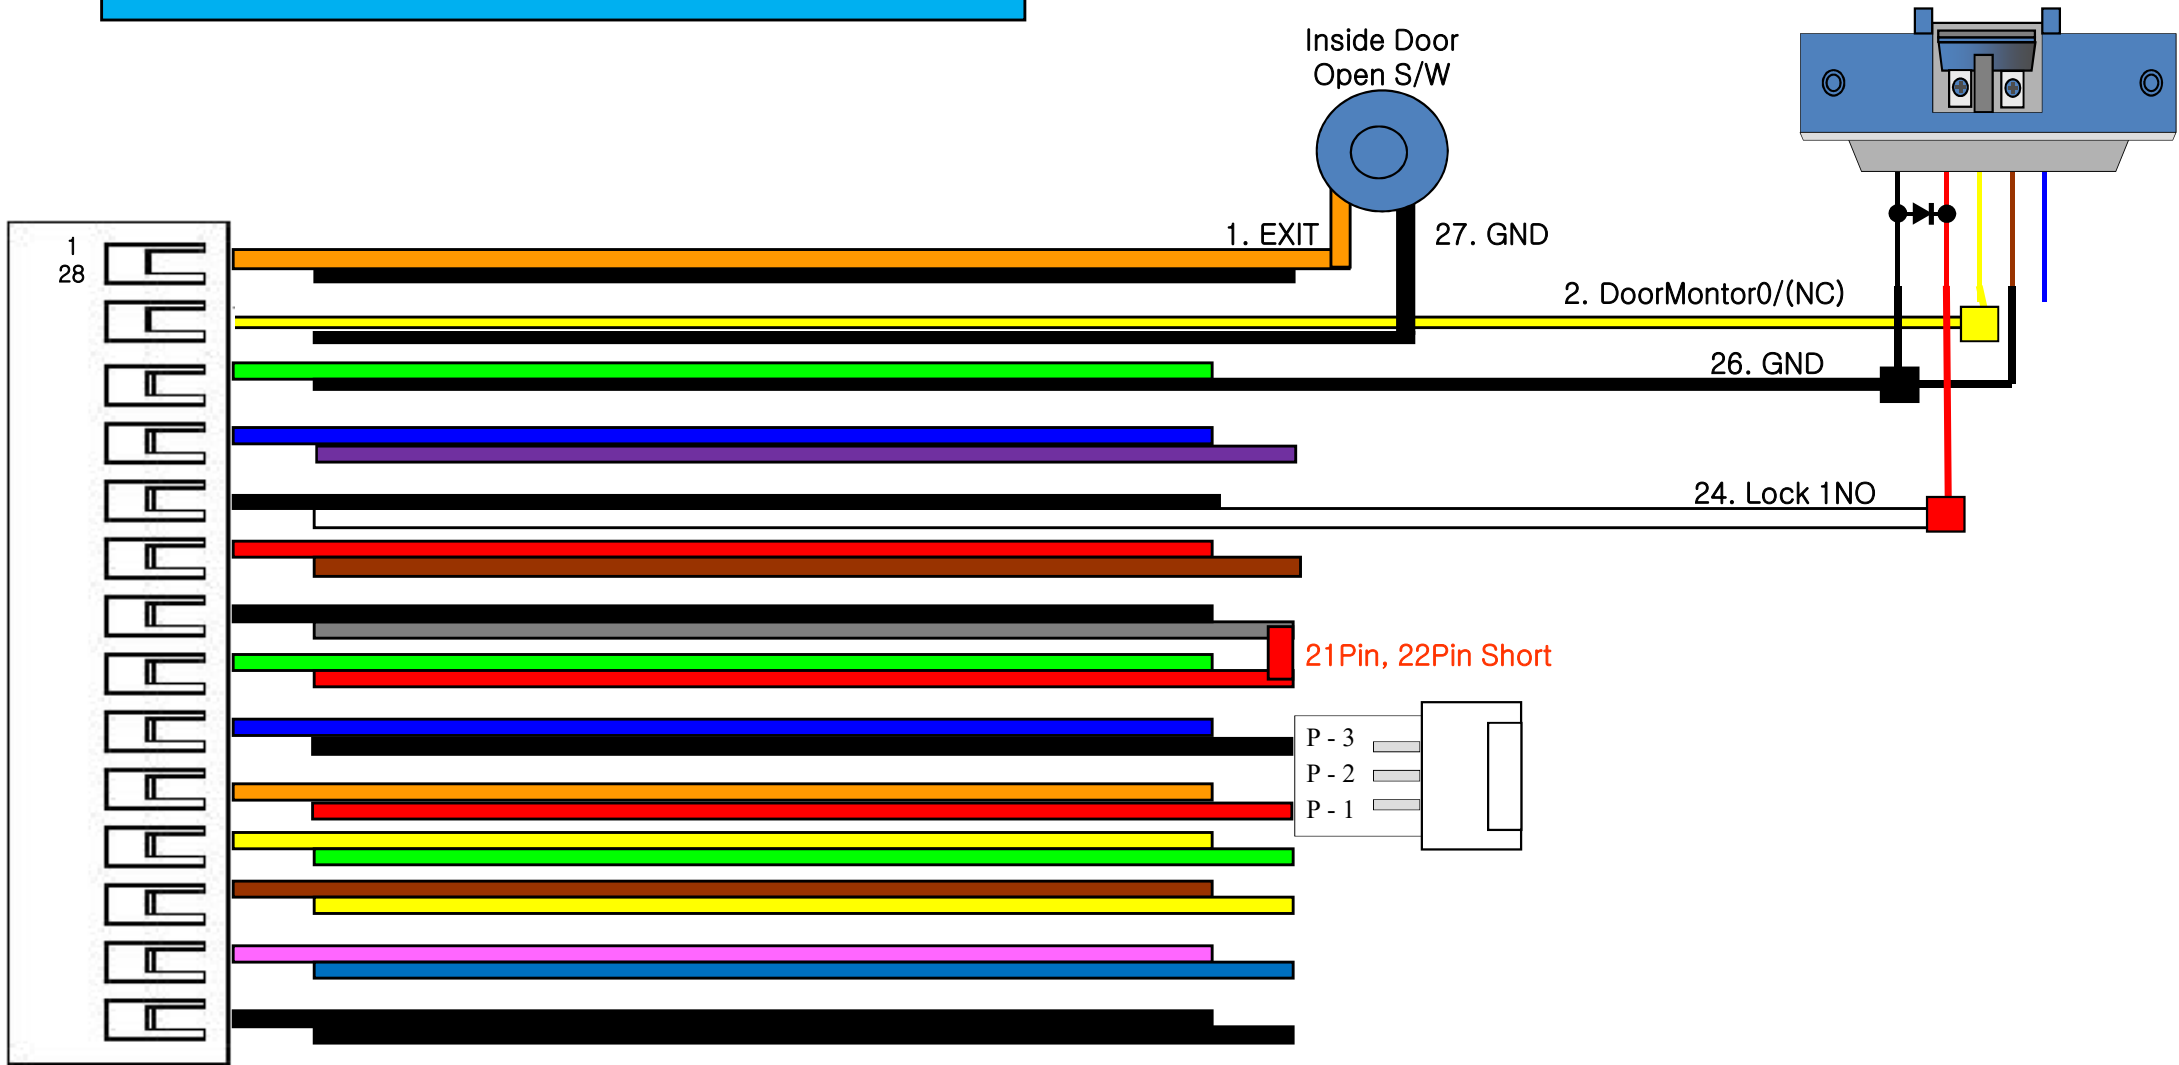 Inside Door
Open S/W
1. EXIT
27. GND
1
28
2. DoorMontor0/(NC)
26. GND
24. Lock 1NO
21Pin, 22Pin Short
P - 3
P - 2
P - 1